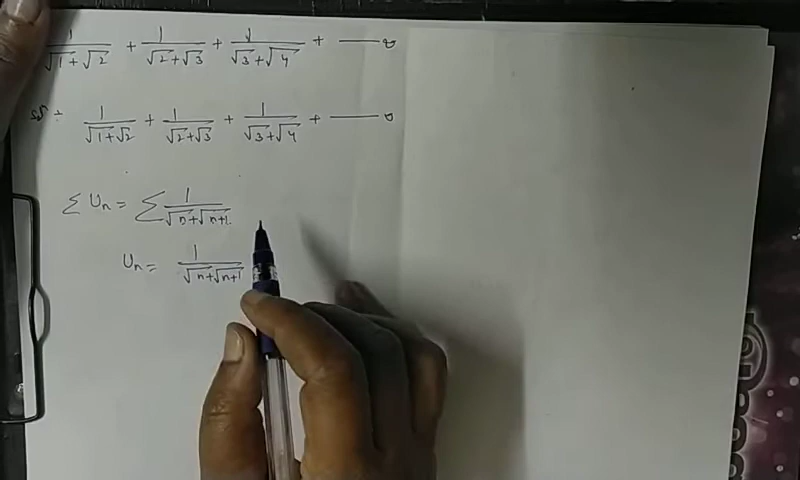 1/(√1+√2) + 1/(√2+√3) + 1/(√3+√4) + —— ∞
1/(√1+√2) + 1/(√2+√3) + 1/(√3+√4) + —— ∞
∑ Un = ∑ 1/(√n+√n+1)
Un = 1/(√n+√n+1)